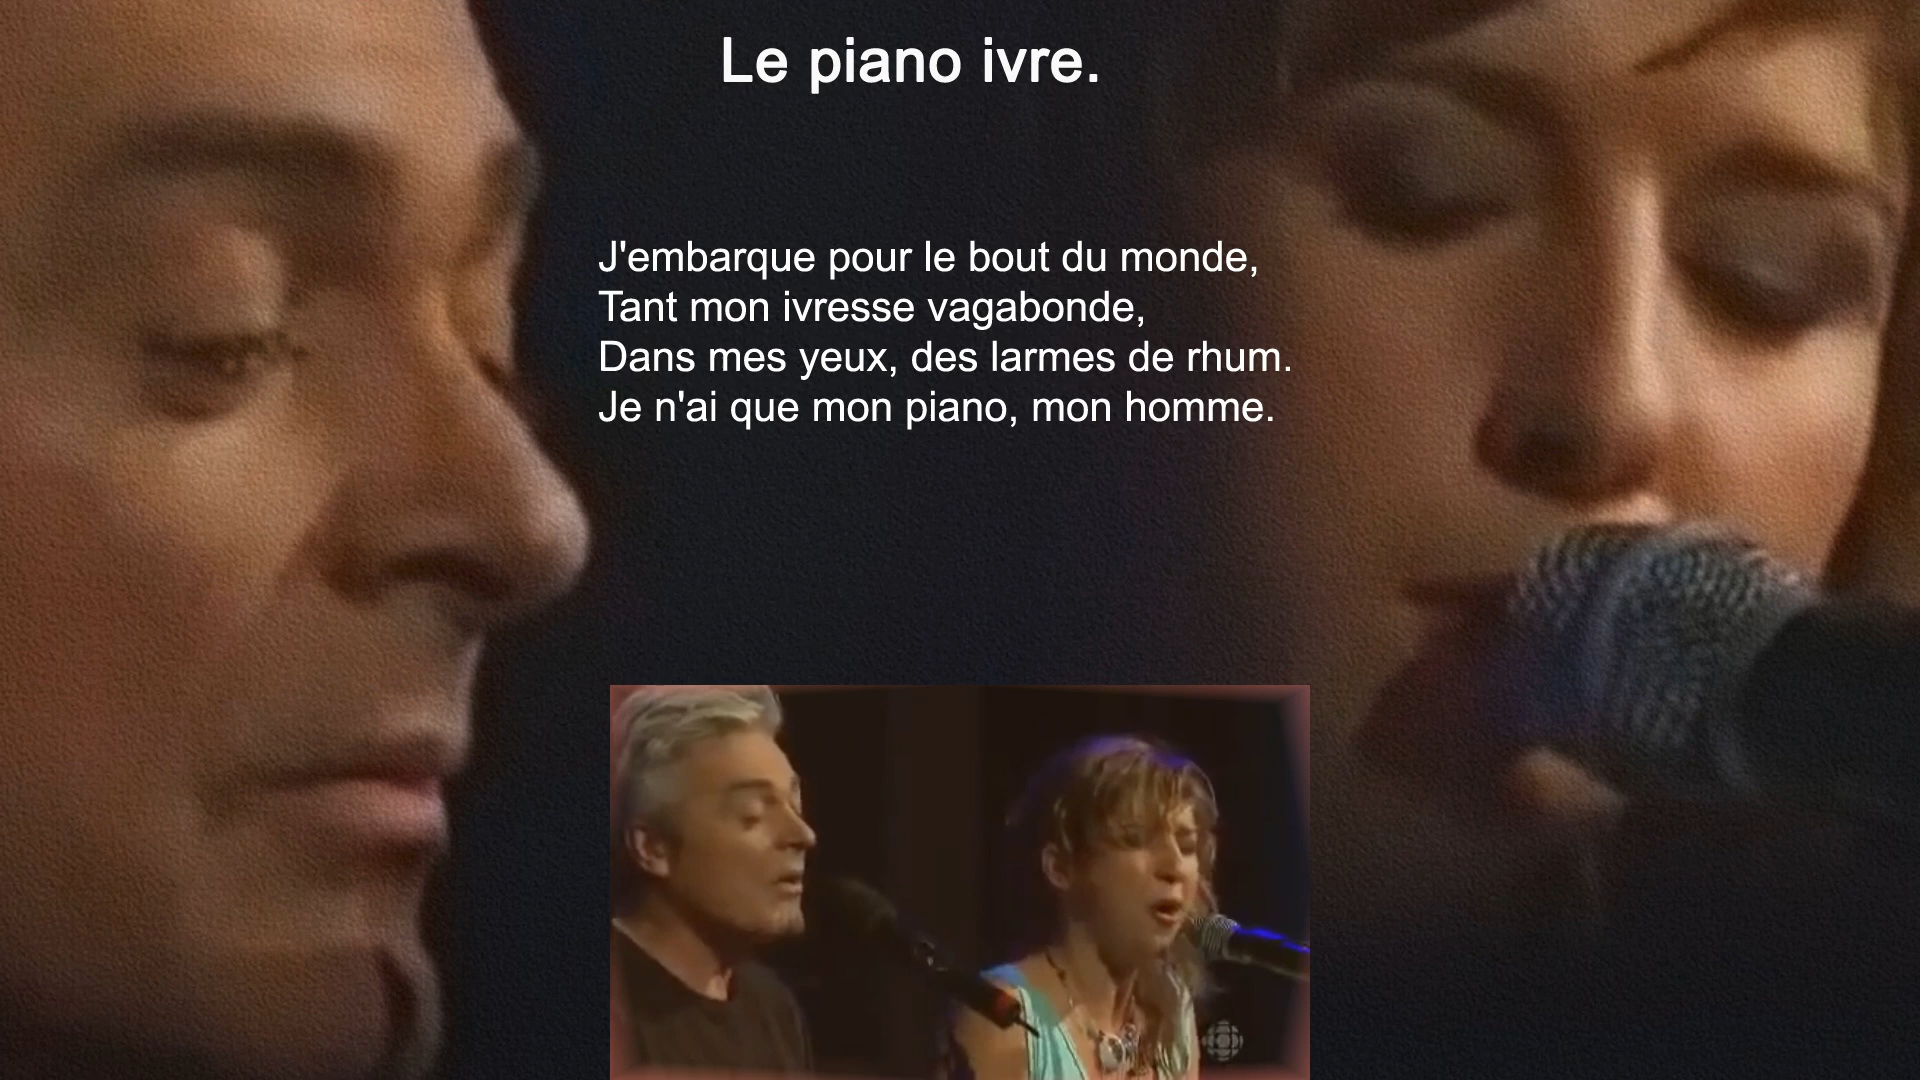 Le piano ivre.
J'embarque pour le bout du monde,
Tant mon ivresse vagabonde,
Dans mes yeux, des larmes de rhum.
Je n'ai que mon piano, mon homme.